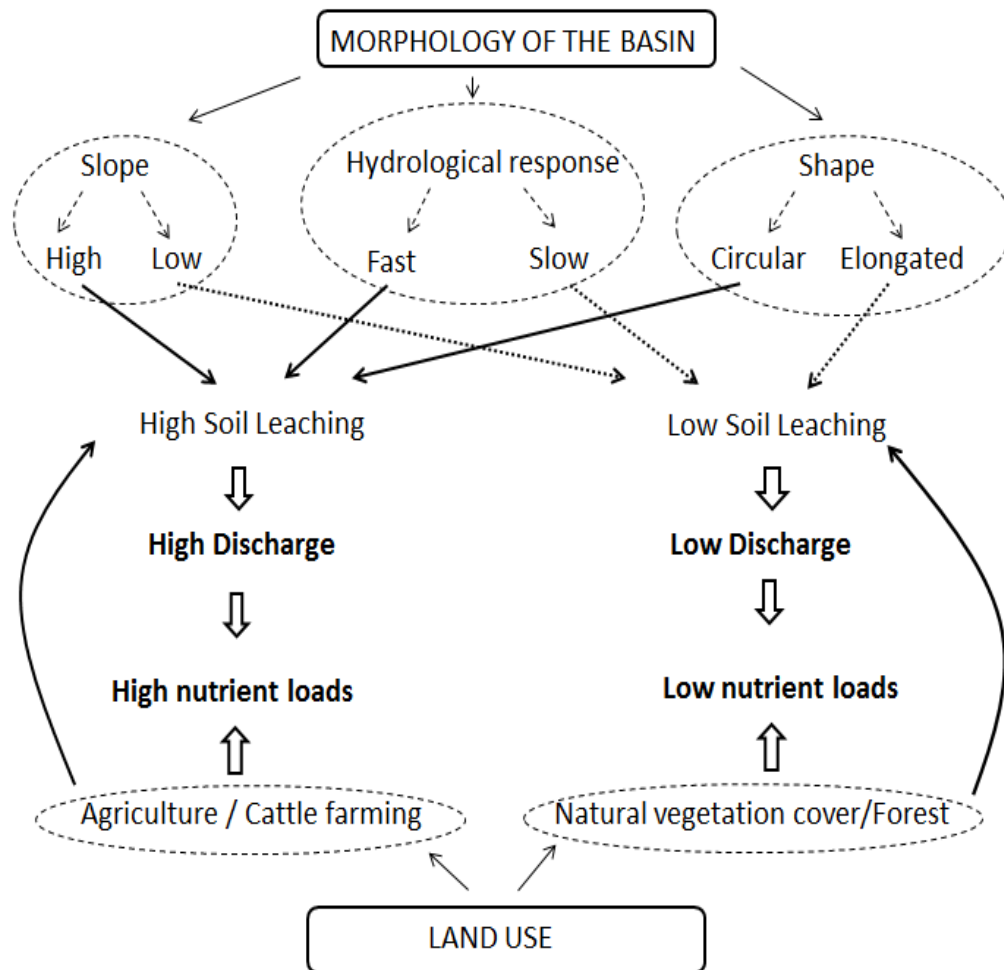 MORPHOLOGY OF THE BASIN
Slope
Hydrological response
Shape
High
Low
Fast
Slow
Circular
Elongated
High Soil Leaching
Low Soil Leaching
High Discharge
Low Discharge
High nutrient loads
Low nutrient loads
Agriculture / Cattle farming
Natural vegetation cover/Forest
LAND USE